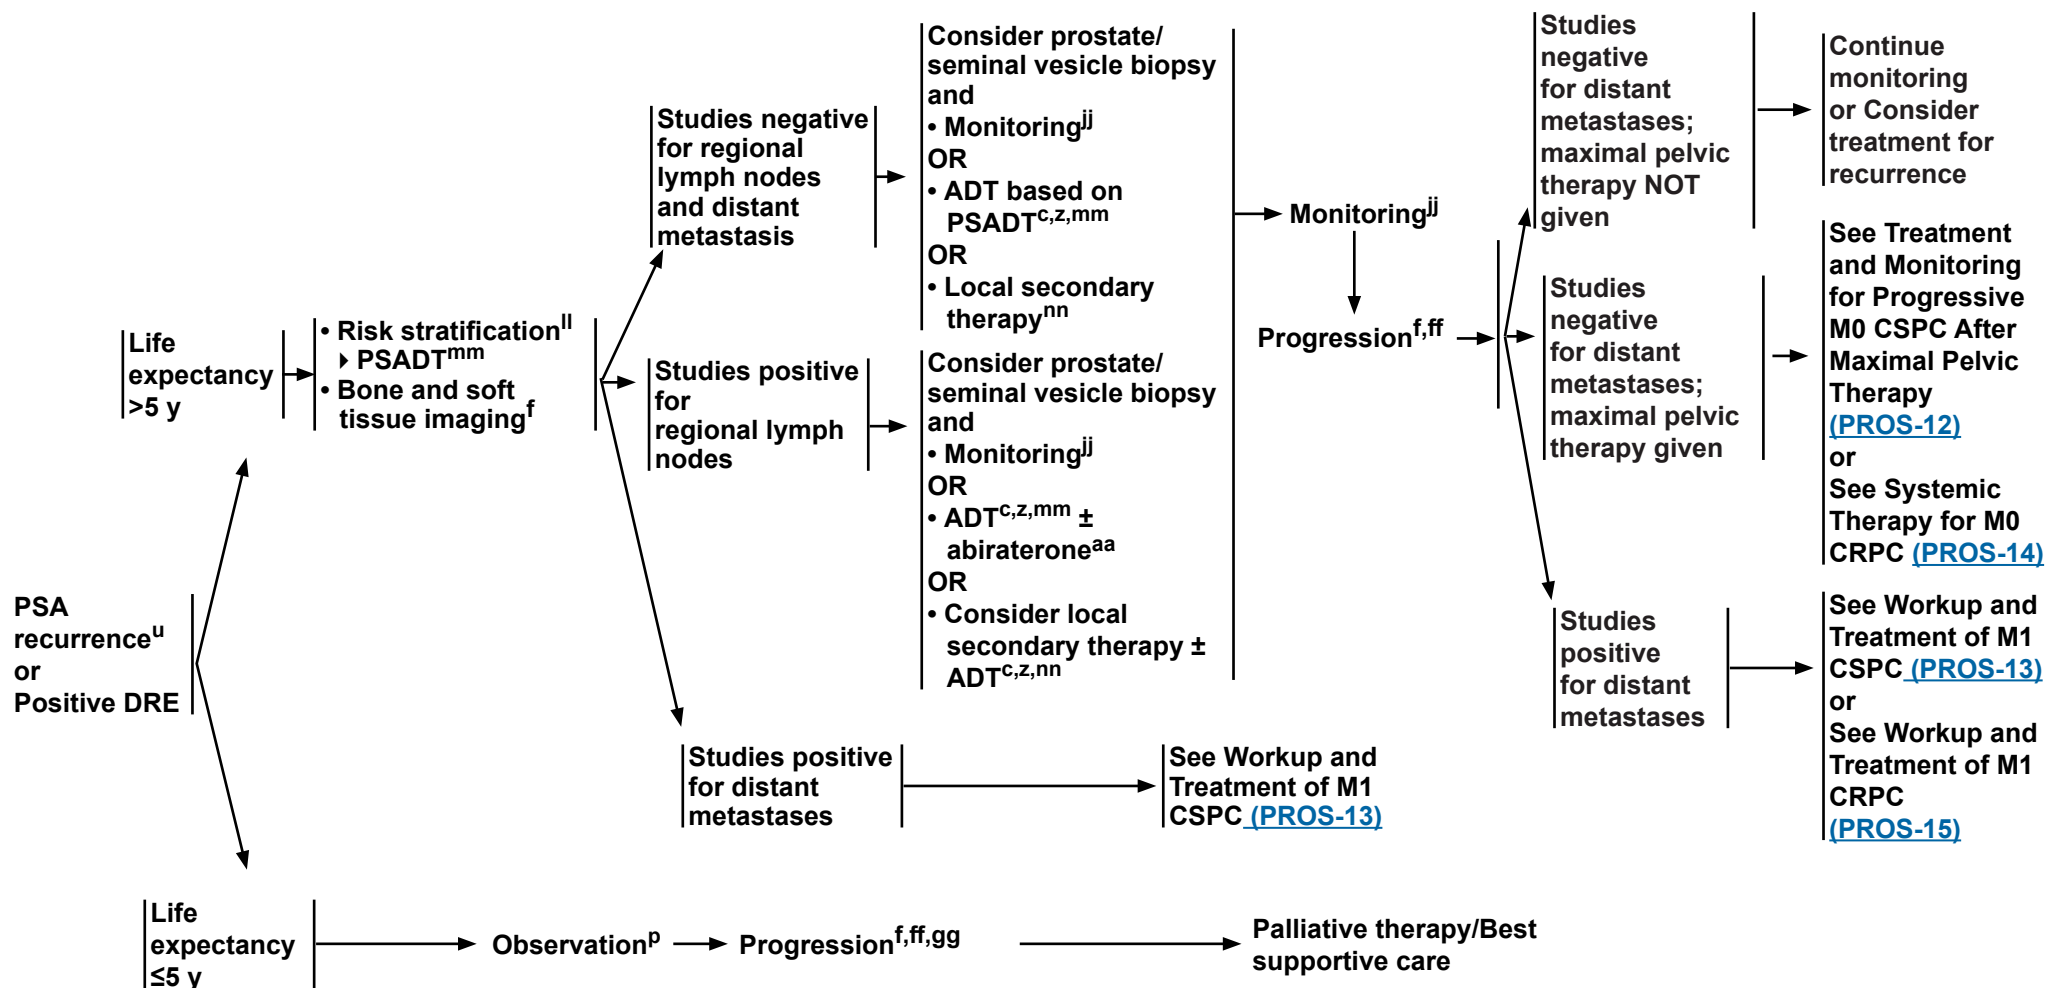 PSA
recurrenceᵘ
or
Positive DRE
Life
expectancy
>5 y
• Risk stratificationˡˡ
▸ PSADTᵐᵐ
• Bone and soft
tissue imagingᶠ
Studies negative
for regional
lymph nodes
and distant
metastasis
Consider prostate/
seminal vesicle biopsy
and
• Monitoringʲʲ
OR
• ADT based on
PSADTᶜ,ᶻ,ᵐᵐ
OR
• Local secondary
therapyⁿⁿ
Studies positive
for
regional lymph
nodes
Consider prostate/
seminal vesicle biopsy
and
• Monitoringʲʲ
OR
• ADTᶜ,ᶻ,ᵐᵐ ±
abirateroneᵃᵃ
OR
• Consider local
secondary therapy ±
ADTᶜ,ᶻ,ⁿⁿ
Studies positive
for distant
metastases
See Workup and
Treatment of M1
CSPC (PROS-13)
Monitoringʲʲ
Progressionᶠ,ᶠᶠ
Studies
negative
for distant
metastases;
maximal pelvic
therapy NOT
given
Continue
monitoring
or Consider
treatment for
recurrence
Studies
negative
for distant
metastases;
maximal pelvic
therapy given
See Treatment
and Monitoring
for Progressive
M0 CSPC After
Maximal Pelvic
Therapy
(PROS-12)
or
See Systemic
Therapy for M0
CRPC (PROS-14)
Studies
positive
for distant
metastases
See Workup and
Treatment of M1
CSPC (PROS-13)
or
See Workup and
Treatment of M1
CRPC
(PROS-15)
Life
expectancy
≤5 y
Observationᵖ
Progressionᶠ,ᶠᶠ,ᵍᵍ
Palliative therapy/Best
supportive care